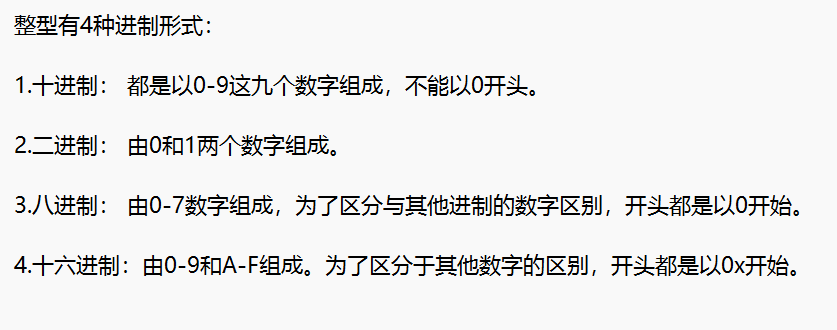 整型有4种进制形式：
1.十进制： 都是以0-9这九个数字组成，不能以0开头。
2.二进制： 由0和1两个数字组成。
3.八进制： 由0-7数字组成，为了区分与其他进制的数字区别，开头都是以0开始。
4.十六进制：由0-9和A-F组成。为了区分于其他数字的区别，开头都是以0x开始。